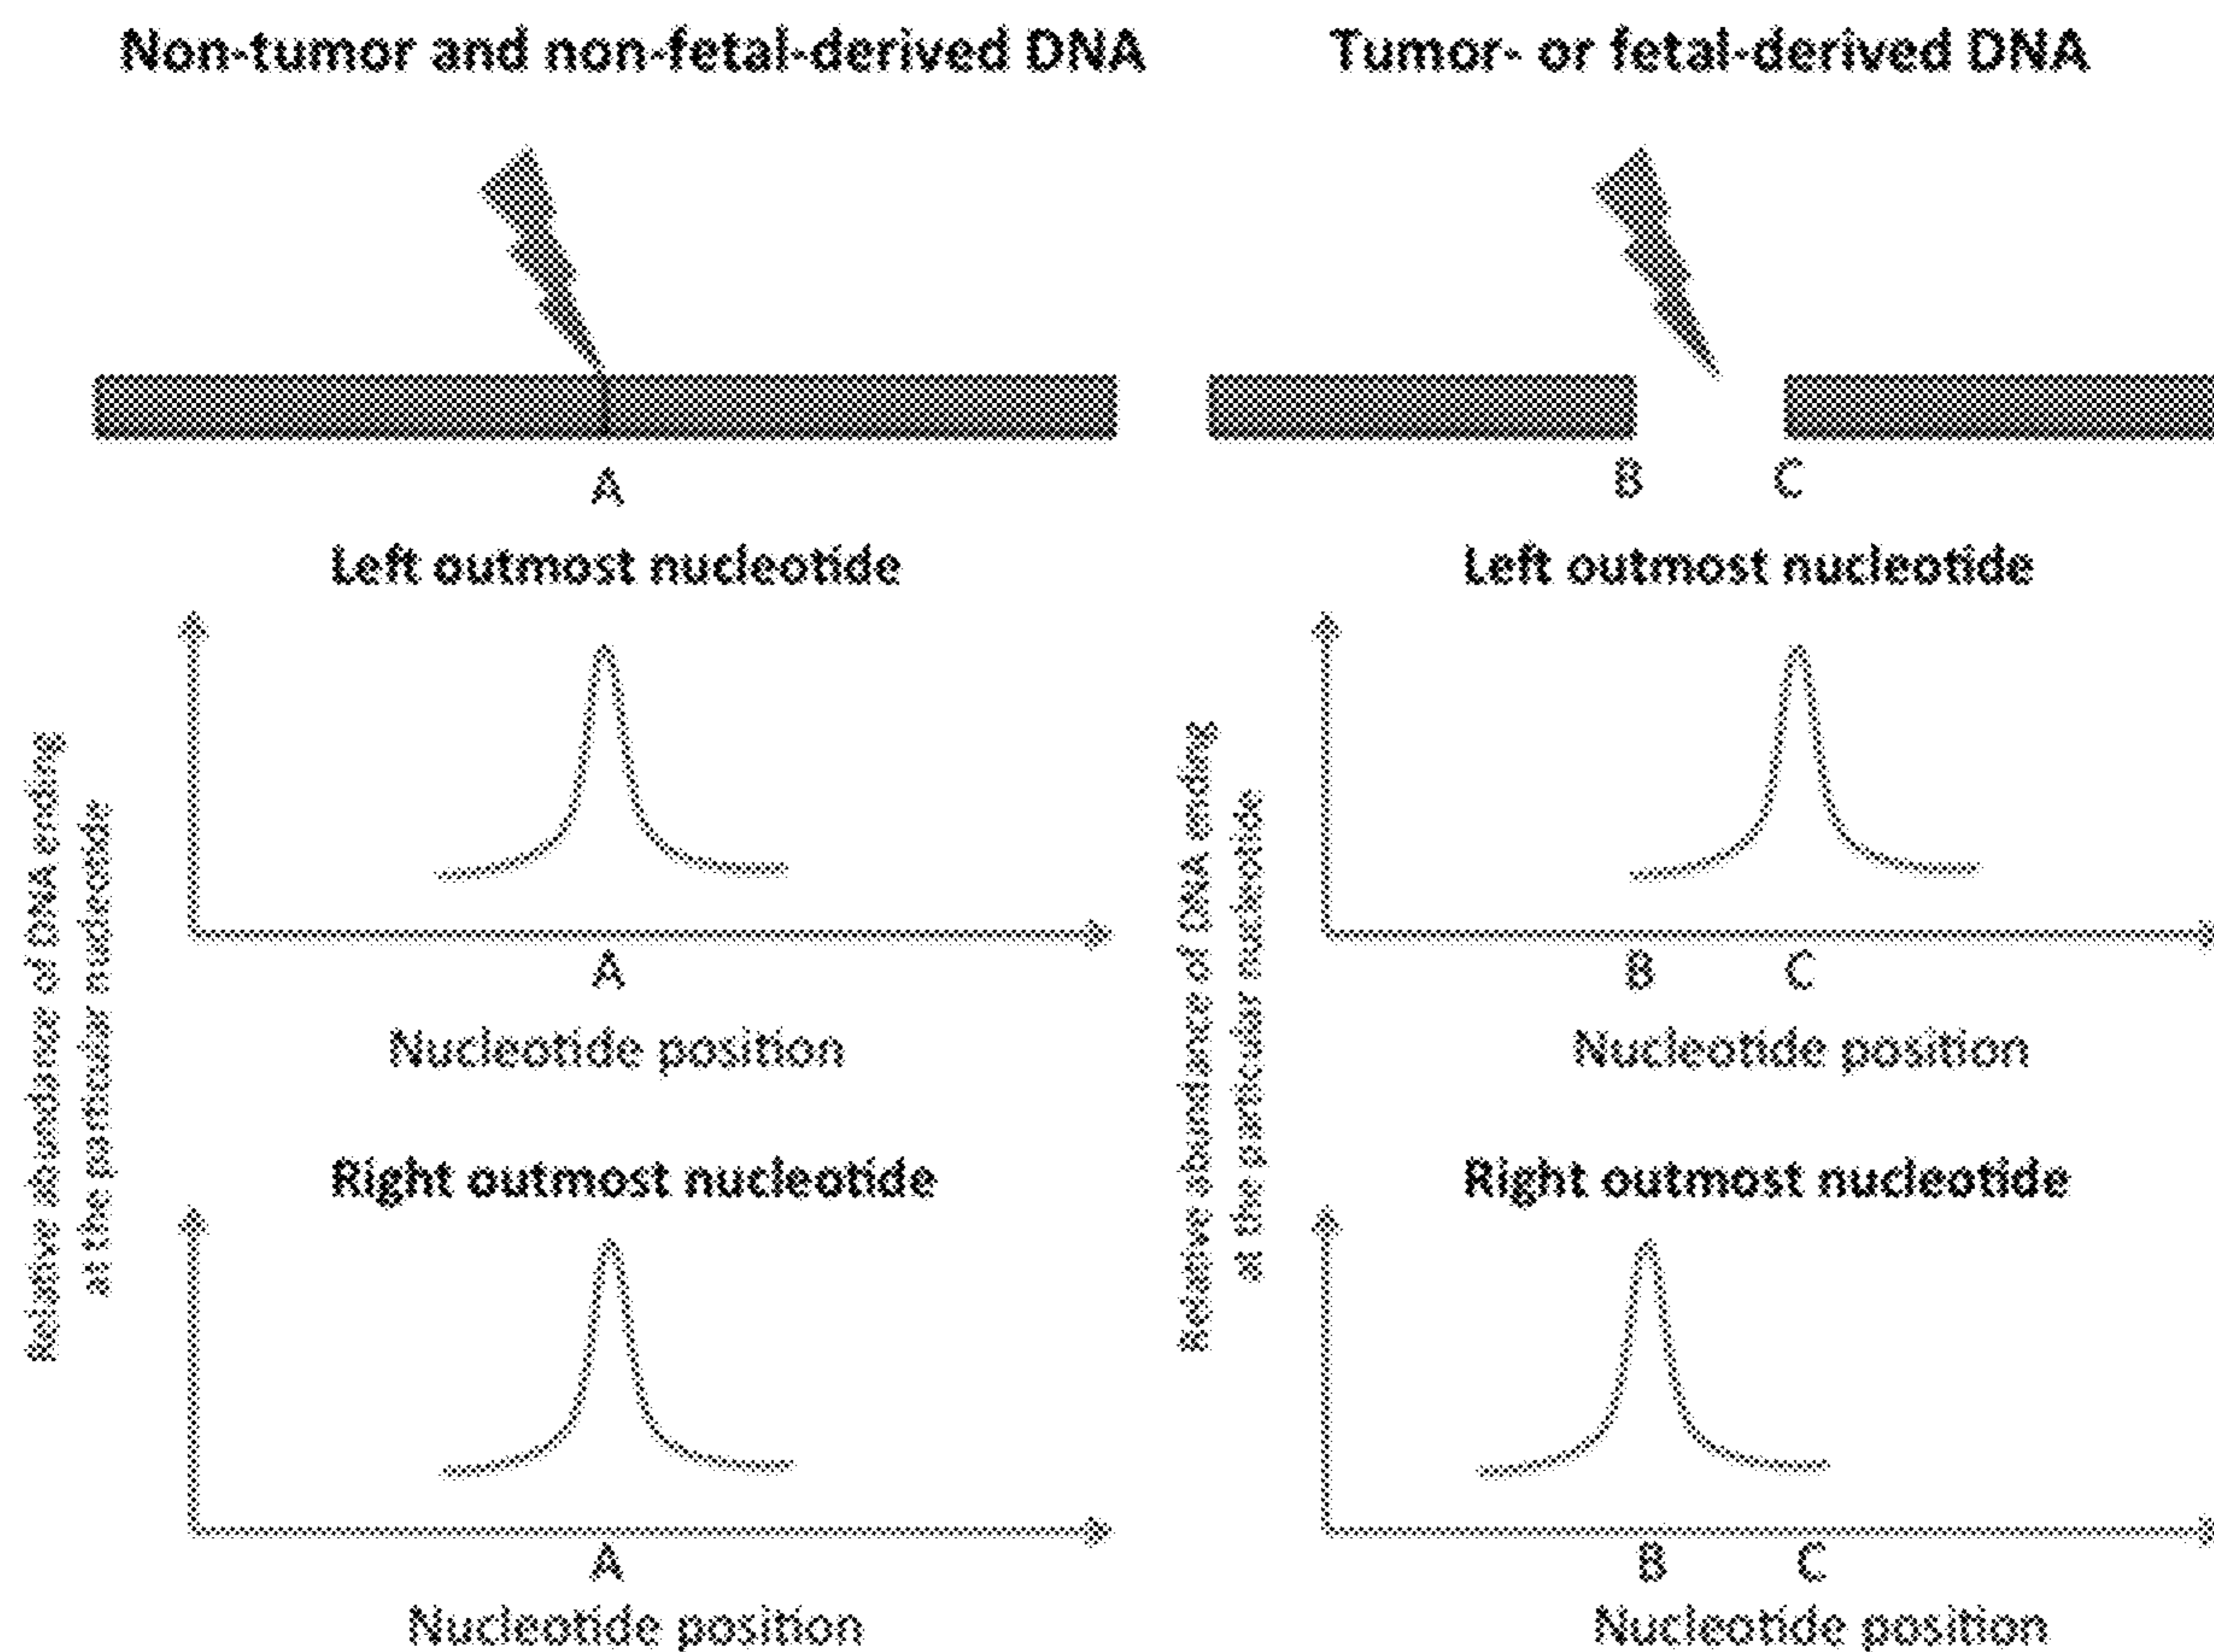 Non-tumor and non-fetal-derived DNA
A
Left outmost nucleotide
Relative abundance of DNA ending
at the particular nucleotide
A
Nucleotide position
Right outmost nucleotide
A
Nucleotide position
Tumor- or fetal-derived DNA
B C
Left outmost nucleotide
Relative abundance of DNA ending
at the particular nucleotide
B C
Nucleotide position
Right outmost nucleotide
B C
Nucleotide position